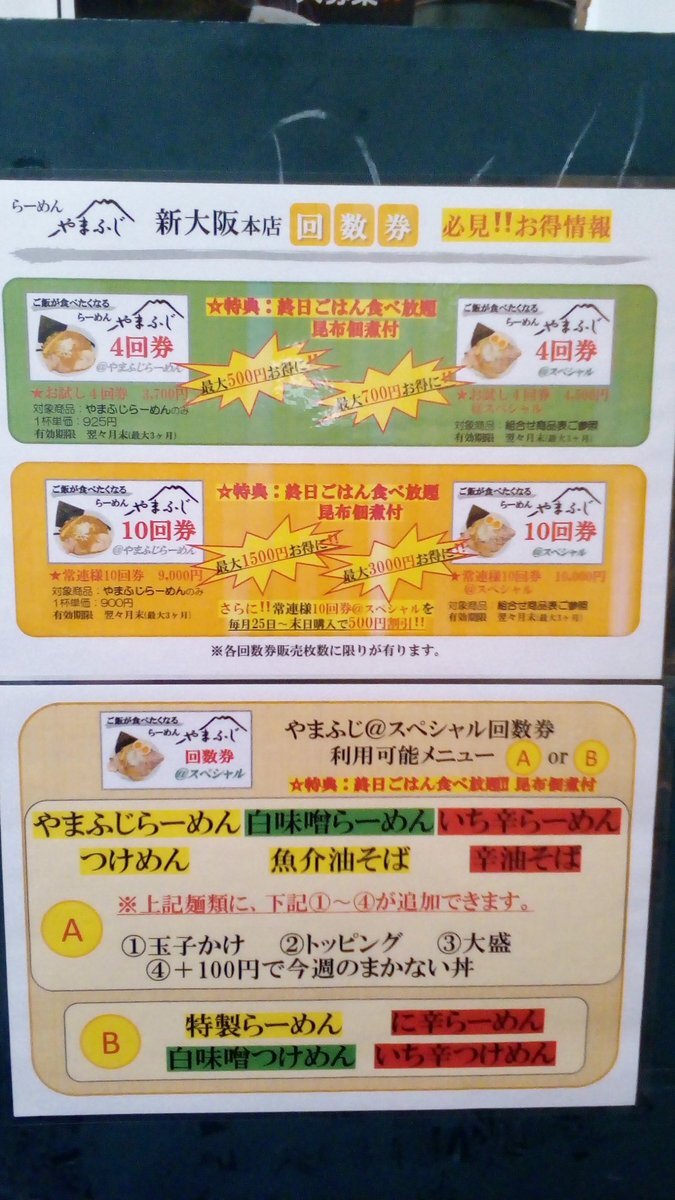 らーめん
やまふじ 新大阪本店 回数券 必見!!お得情報
ご飯が食べたくなる
らーめん やまふじ
4回券
@やまふじらーめん
☆特典：終日ごはん食べ放題
昆布佃煮付
最大500円お得に!!
★お試し4回券 3,700円
対象商品：やまふじらーめんのみ
1杯単価：925円
有効期限 翌々月末(最大3ヶ月)
ご飯が食べたくなる
らーめん やまふじ
4回券
@スペシャル
最大700円お得に!!
★お試し4回券
@スペシャル
対象商品：組合せ商品表ご参照
有効期限 翌々月末(最大3ヶ月)
ご飯が食べたくなる
らーめん やまふじ
10回券
@やまふじらーめん
☆特典：終日ごはん食べ放題
昆布佃煮付
最大1500円お得に!!
★常連様10回券 9,000円
対象商品：やまふじらーめんのみ
1杯単価：900円
有効期限 翌々月末(最大3ヶ月)
ご飯が食べたくなる
らーめん やまふじ
10回券
@スペシャル
最大3000円お得に!!
★常連様10回券 10,000円
@スペシャル
対象商品：組合せ商品表ご参照
有効期限 翌々月末(最大3ヶ月)
さらに!!常連様10回券@スペシャルを
毎月25日～末日購入で500円割引!!
※各回数券販売枚数に限りが有ります。
ご飯が食べたくなる
らーめん やまふじ
回数券
@スペシャル
やまふじ@スペシャル回数券
利用可能メニュー A or B
☆特典：終日ごはん食べ放題!! 昆布佃煮付
やまふじらーめん 白味噌らーめん いち辛らーめん
つけめん 魚介油そば 辛油そば
A
※上記麺類に、下記①～④が追加できます。
①玉子かけ ②トッピング ③大盛
④＋100円で今週のまかない丼
B
特製らーめん に辛らーめん
白味噌つけめん いち辛つけめん